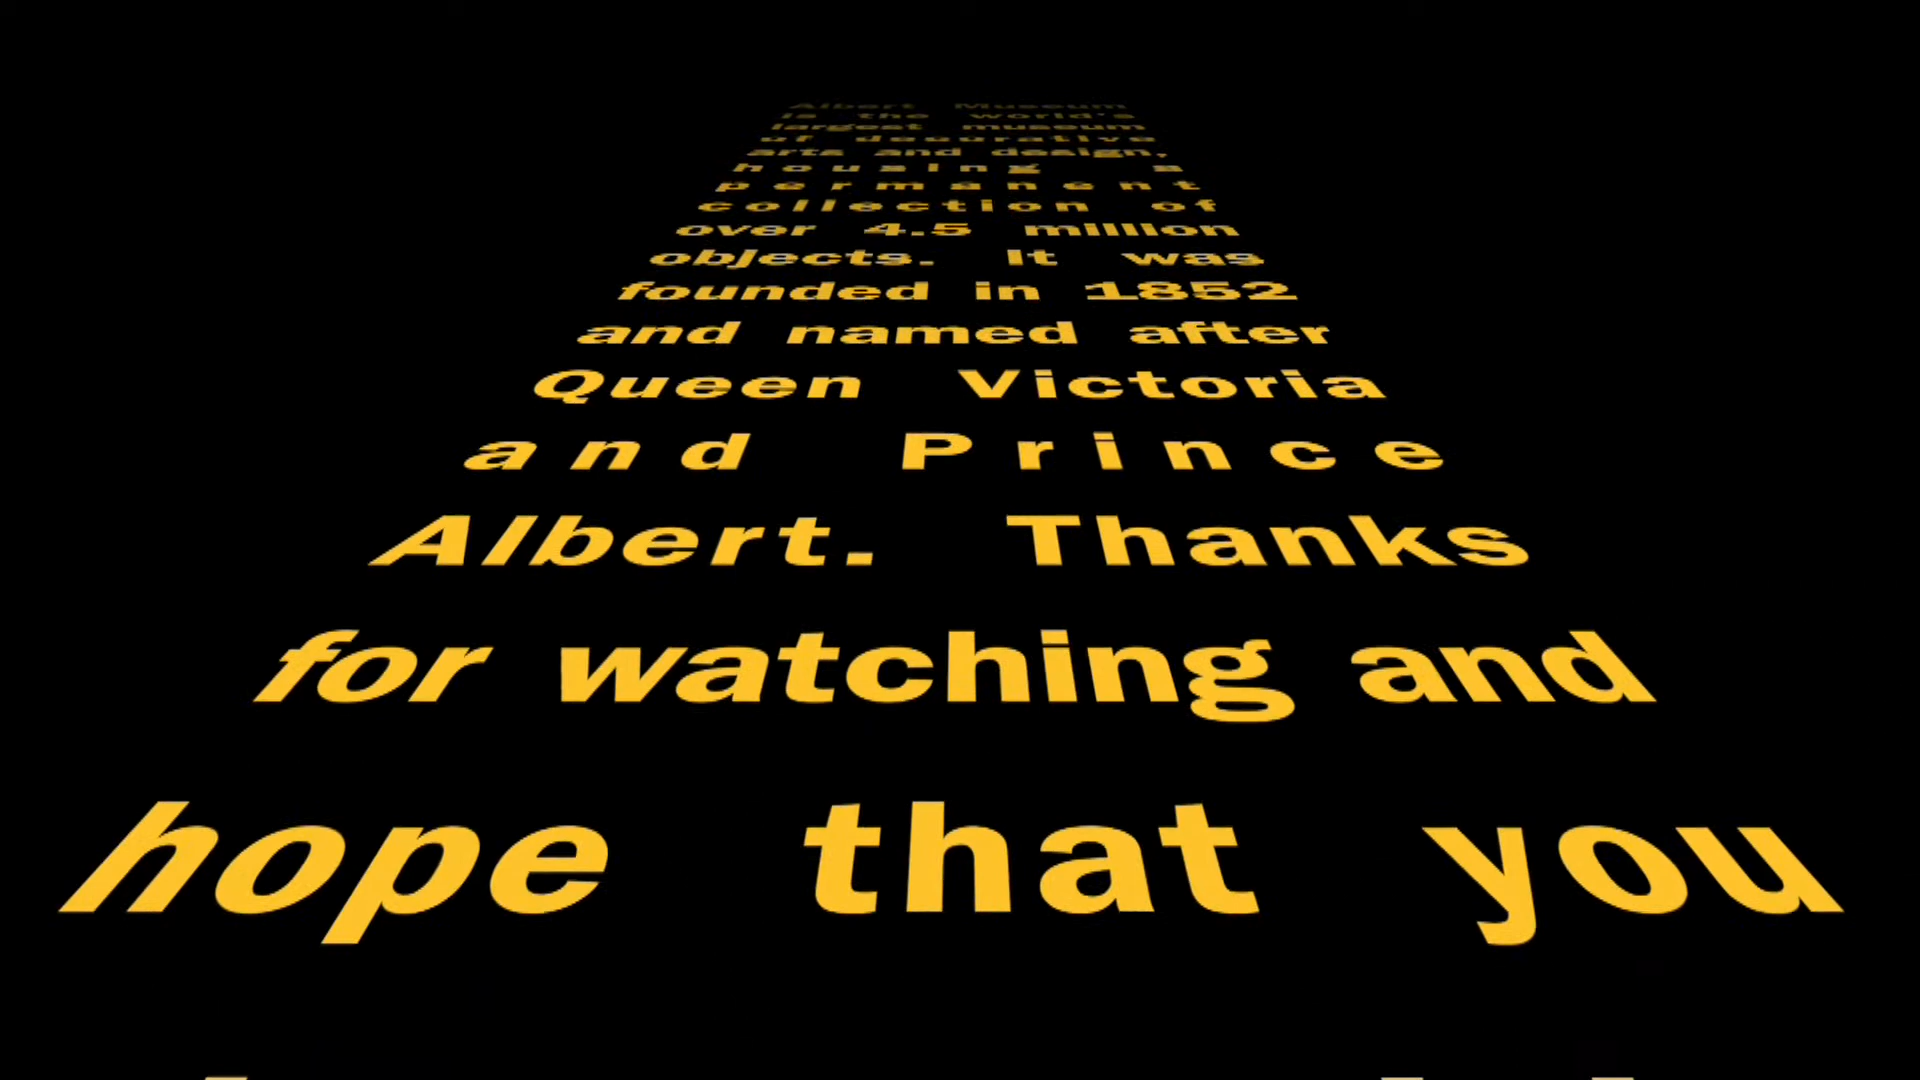 Albert Museum
is the world's
largest museum
of decorative
arts and design,
housing a
permanent
collection of
over 4.5 million
objects. It was
founded in 1852
and named after
Queen Victoria
and Prince
Albert. Thanks
for watching and
hope that you